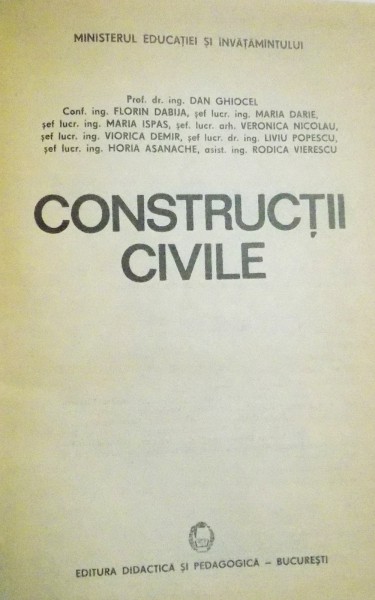 MINISTERUL EDUCAȚIEI ȘI ÎNVĂȚĂMÎNTULUI
Prof. dr. ing. DAN GHIOCEL
Conf. ing. FLORIN DABIJA, șef lucr. ing. MARIA DARIE,
șef lucr. ing. MARIA ISPAS, șef. lucr. arh. VERONICA NICOLAU,
șef lucr. ing. VIORICA DEMIR, șef lucr. dr. ing. LIVIU POPESCU,
șef lucr. ing. HORIA ASANACHE, asist. ing. RODICA VIERESCU
CONSTRUCȚII
CIVILE
EDITURA DIDACTICĂ ȘI PEDAGOGICĂ – BUCUREȘTI